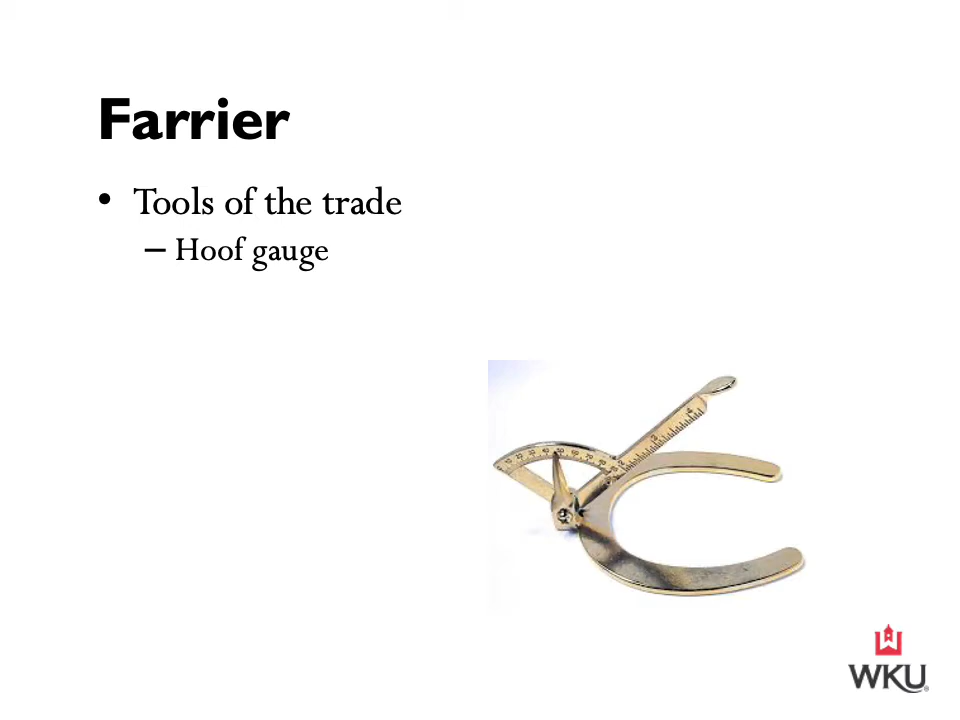 Farrier
• Tools of the trade
– Hoof gauge
WKU®